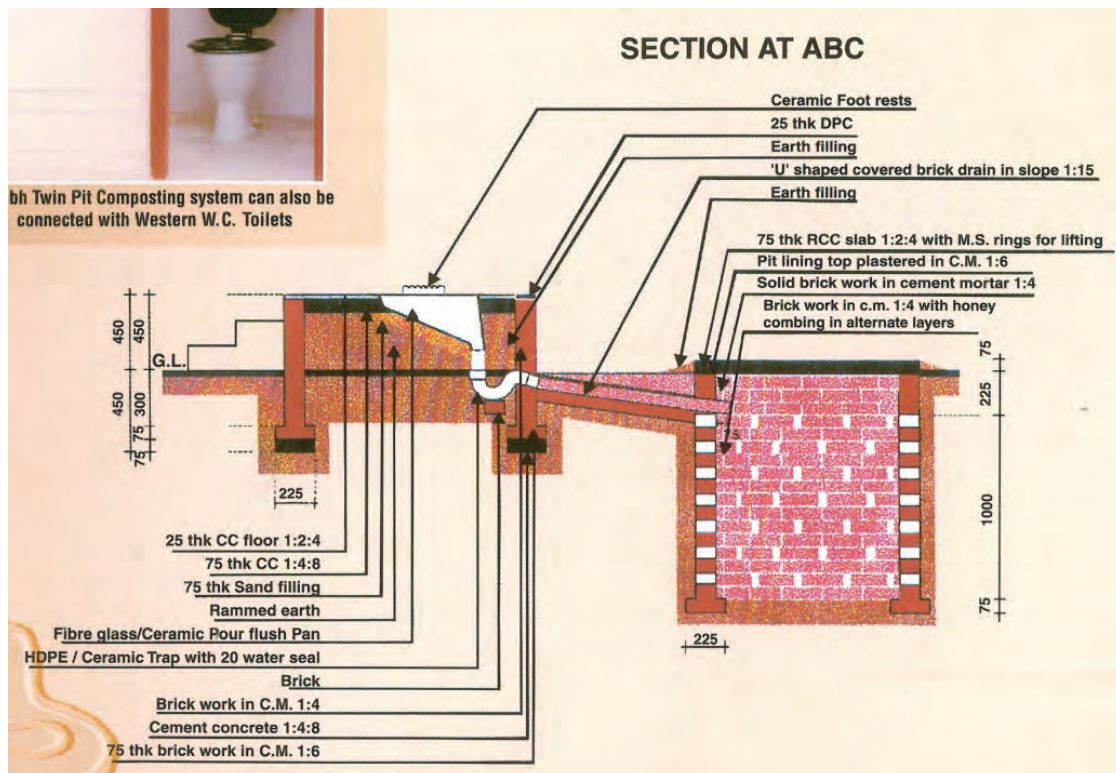 SECTION AT ABC
bh Twin Pit Composting system can also be
connected with Western W.C. Toilets
Ceramic Foot rests
25 thk DPC
Earth filling
'U' shaped covered brick drain in slope 1:15
Earth filling
75 thk RCC slab 1:2:4 with M.S. rings for lifting
Pit lining top plastered in C.M. 1:6
Solid brick work in cement mortar 1:4
Brick work in c.m. 1:4 with honey
combing in alternate layers
450
450
G.L.
450
300
75
75
225
75
225
75
1000
75
225
25 thk CC floor 1:2:4
75 thk CC 1:4:8
75 thk Sand filling
Rammed earth
Fibre glass/Ceramic Pour flush Pan
HDPE / Ceramic Trap with 20 water seal
Brick
Brick work in C.M. 1:4
Cement concrete 1:4:8
75 thk brick work in C.M. 1:6